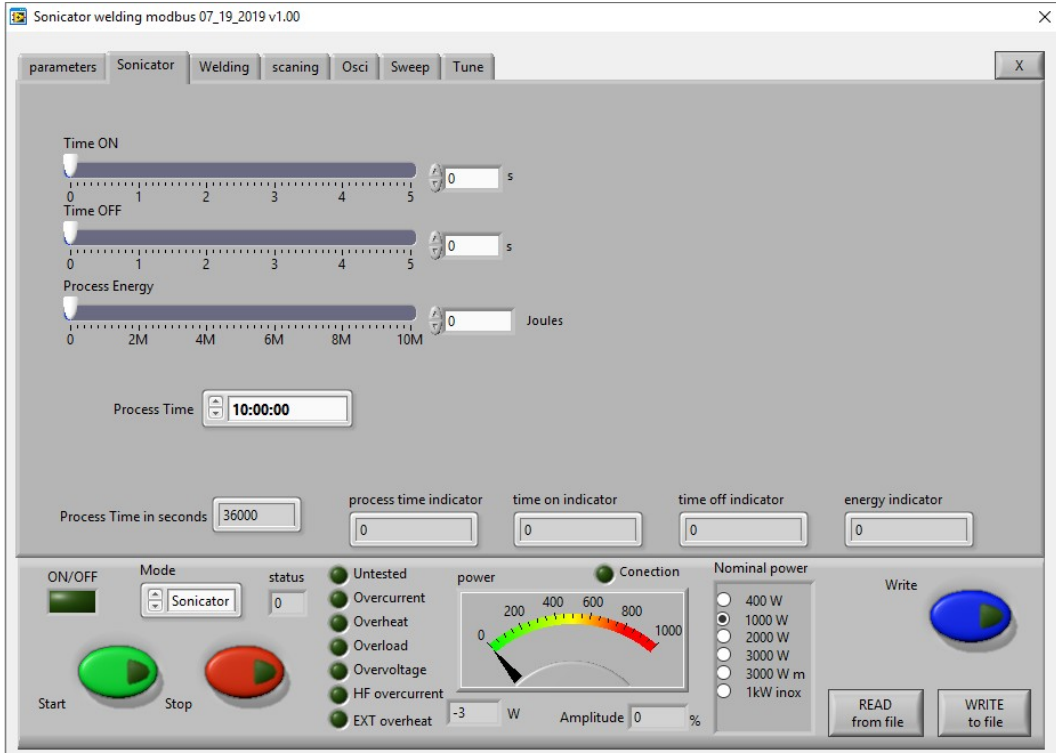 Sonicator welding modbus 07_19_2019 v1.00
parameters Sonicator Welding scaning Osci Sweep Tune X
Time ON
0 s
0 1 2 3 4 5
Time OFF
0 s
0 1 2 3 4 5
Process Energy
0 Joules
0 2M 4M 6M 8M 10M
Process Time 10:00:00
process time indicator time on indicator time off indicator energy indicator
Process Time in seconds 36000 0 0 0 0
ON/OFF
Mode
Sonicator
status
0
Start
Stop
Untested
Overcurrent
Overheat
Overload
Overvoltage
HF overcurrent
EXT overheat
power
Conection
0 200 400 600 800 1000
-3 W Amplitude 0 %
Nominal power
400 W
1000 W
2000 W
3000 W
3000 W m
1kW inox
Write
READ
from file
WRITE
to file